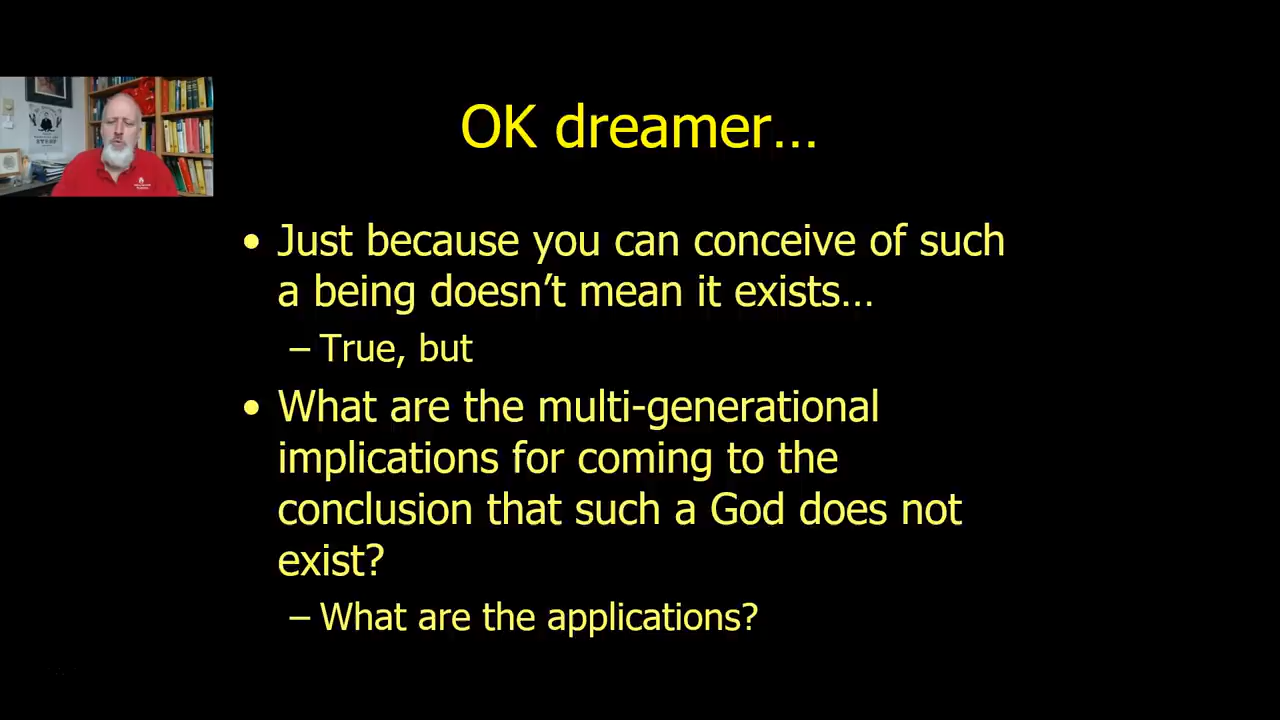 OK dreamer…
• Just because you can conceive of such
a being doesn’t mean it exists…
– True, but
• What are the multi-generational
implications for coming to the
conclusion that such a God does not
exist?
– What are the applications?